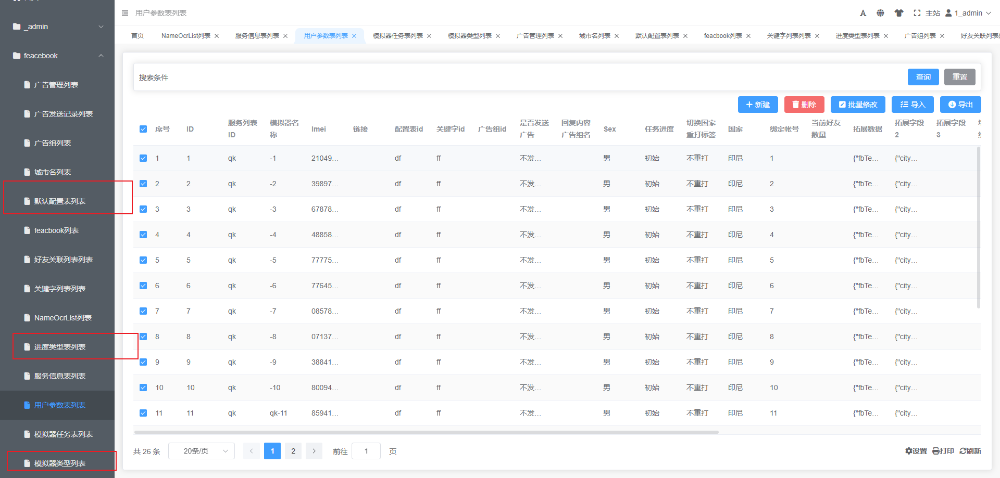 _admin
feacebook
广告管理列表
广告发送记录列表
广告组列表
城市名列表
默认配置表列表
feacbook列表
好友关联列表列表
关键字列表列表
NameOcrList列表
进度类型表列表
服务信息表列表
用户参数表列表
模拟器任务表列表
模拟器类型列表
用户参数表列表
A 主站 1_admin
首页 NameOcrList列表 服务信息表列表 用户参数表列表 模拟器任务表列表 模拟器类型列表 广告管理列表 城市名列表 默认配置表列表 feacbook列表 关键字列表列表 进度类型表列表 广告组列表 好友关联列表
搜索条件 查询 重置
新建 删除 批量修改 导入 导出
序号 ID 服务列表ID 模拟器名称 Imei 链接 配置表id 关键字id 广告组id 是否发送广告 回复内容广告组名 Sex 任务进度 切换国家重打标签 国家 绑定帐号 当前好友数量 拓展数据 拓展字段2 拓展字段3
1 1 qk -1 21049... df ff 不发... 男 初始 不重打 印尼 1 {"fbTe... {"city...
2 2 qk -2 39897... df ff 不发... 男 初始 不重打 印尼 2 {"fbTe... {"city...
3 3 qk -3 67878... df ff 不发... 男 初始 不重打 印尼 3 {"fbTe... {"city...
4 4 qk -4 48858... df ff 不发... 男 初始 不重打 印尼 4 {"fbTe... {"city...
5 5 qk -5 77775... df ff 不发... 男 初始 不重打 印尼 5 {"fbTe... {"city...
6 6 qk -6 77645... df ff 不发... 男 初始 不重打 印尼 6 {"fbTe... {"city...
7 7 qk -7 08578... df ff 不发... 男 初始 不重打 印尼 7 {"fbTe... {"city...
8 8 qk -8 07137... df ff 不发... 男 初始 不重打 印尼 8 {"fbTe... {"city...
9 9 qk -9 38841... df ff 不发... 男 初始 不重打 印尼 9 {"fbTe... {"city...
10 10 qk -10 80094... df ff 不发... 男 初始 不重打 印尼 10 {"fbTe... {"city...
11 11 qk qk-11 85941... df ff 不发... 男 初始 不重打 印尼 11 {"fbTe... {"city...
共 26 条 20条/页 1 2 前往 1 页 设置 打印 刷新